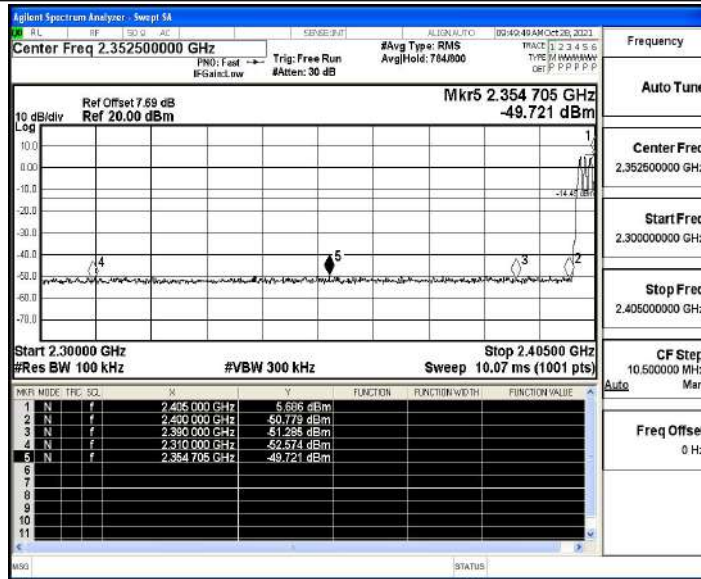 Agilent Spectrum Analyzer - Swept SA
RL RF 50 Ω AC SENSE:INT ALIGN AUTO 09:49:49 AM Oct 28, 2021
Center Freq 2.352500000 GHz
PNO: Fast Trig: Free Run
IFGain:Low #Atten: 30 dB
#Avg Type: RMS
Avg|Hold: 784/800
TRACE 1 2 3 4 5 6
TYPE M WWWWW
DET P P P P P P
Frequency
Auto Tune
Mkr5 2.354 705 GHz
-49.721 dBm
Ref Offset 7.69 dB
10 dB/div Ref 20.00 dBm
Log
10.0
0.00
-10.0
-20.0
-30.0
-40.0
-50.0
-60.0
-70.0
1
2
3
4
5
Center Freq
2.352500000 GHz
Start Freq
2.300000000 GHz
Stop Freq
2.405000000 GHz
Start 2.30000 GHz Stop 2.40500 GHz
#Res BW 100 kHz #VBW 300 kHz Sweep 10.07 ms (1001 pts)
CF Step
10.500000 MHz
Auto Man
Freq Offset
0 Hz
MKR MODE TRC SCL X Y FUNCTION FUNCTION WIDTH FUNCTION VALUE
1 N f 2.405 000 GHz 5.686 dBm
2 N f 2.400 000 GHz -50.779 dBm
3 N f 2.390 000 GHz -51.285 dBm
4 N f 2.310 000 GHz -52.574 dBm
5 N f 2.354 705 GHz -49.721 dBm
6
7
8
9
10
11
MSG STATUS